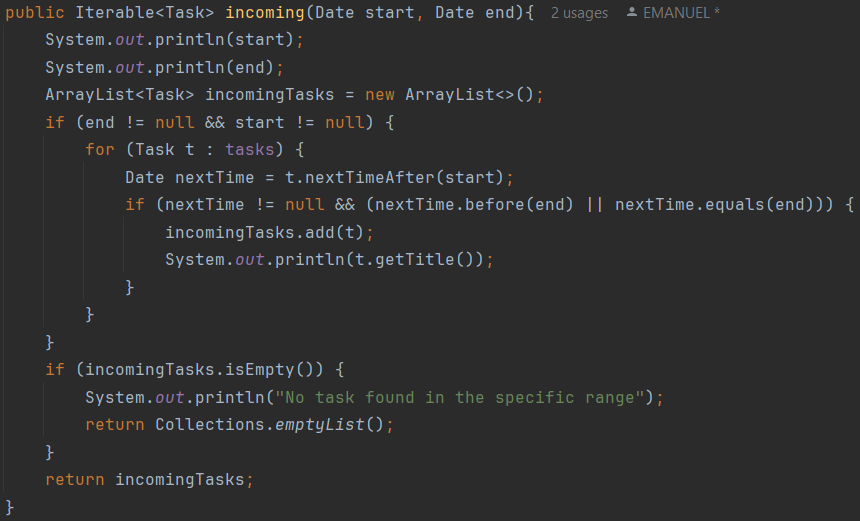 public Iterable<Task> incoming(Date start, Date end){ 2 usages EMANUEL *
    System.out.println(start);
    System.out.println(end);
    ArrayList<Task> incomingTasks = new ArrayList<>();
    if (end != null && start != null) {
        for (Task t : tasks) {
            Date nextTime = t.nextTimeAfter(start);
            if (nextTime != null && (nextTime.before(end) || nextTime.equals(end))) {
                incomingTasks.add(t);
                System.out.println(t.getTitle());
            }
        }
    }
    if (incomingTasks.isEmpty()) {
        System.out.println("No task found in the specific range");
        return Collections.emptyList();
    }
    return incomingTasks;
}